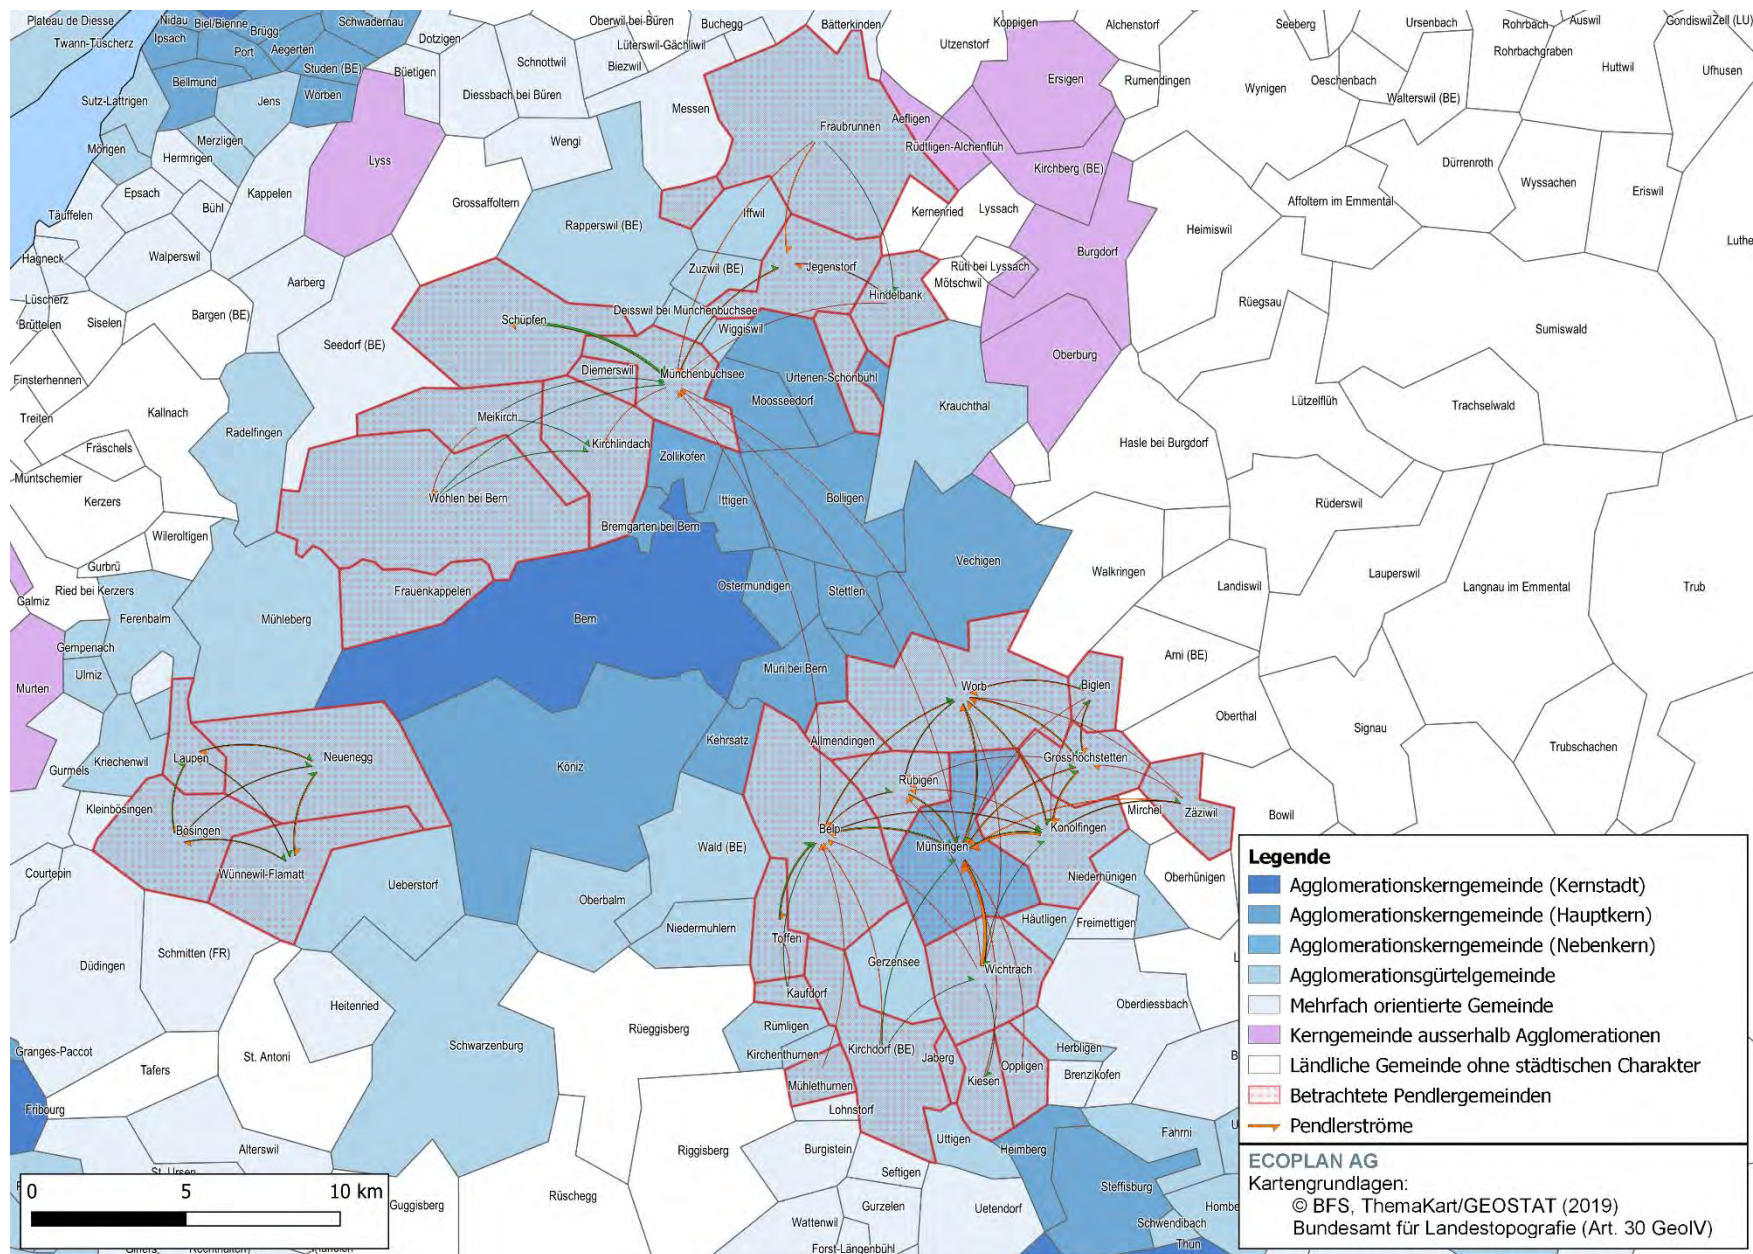 Plateau de Diesse
Nidau
Biel/Bienne
Brügg
Schwadernau
Oberwil-bei-Büren
Buchegg
Bätterkinden
Koppigen
Alchenstorf
Seeberg
Ursenbach
Rohrbach
Auswil
Gondiswil
Zell (LU)
Twann-Tüscherz
Ipsach
Port
Aegerten
Dotzigen
Lüterswil-Gächliwil
Utzenstorf
Rohrbachgraben
Studen (BE)
Büetigen
Schnottwil
Biezwil
Huttwil
Ufhusen
Bellmund
Ersigen
Rumendingen
Oeschenbach
Wynigen
Walterswil (BE)
Sutz-Lattrigen
Jens
Worben
Diessbach bei Büren
Messen
Fraubrunnen
Aefligen
Mörigen
Merzligen
Hermrigen
Lyss
Wengi
Rüdtligen-Alchenflüh
Kirchberg (BE)
Dürrenroth
Wyssachen
Eriswil
Epsach
Bühl
Kappelen
Grossaffoltern
Iffwil
Kernenried
Lyssach
Affoltern im Emmental
Täuffelen
Rapperswil (BE)
Heimiswil
Luthe
Hagneck
Walperswil
Zuzwil (BE)
Jegenstorf
Rüti bei Lyssach
Mötschwil
Burgdorf
Lüscherz
Aarberg
Hindelbank
Rüegsau
Brüttelen
Siselen
Bargen (BE)
Schüpfen
Deisswil bei Münchenbuchsee
Wiggiswil
Sumiswald
Seedorf (BE)
Diemerswil
Münchenbuchsee
Urtenen-Schönbühl
Oberburg
Finsterhennen
Moosseedorf
Krauchthal
Lützelflüh
Trachselwald
Treiten
Kallnach
Radelfingen
Meikirch
Kirchlindach
Hasle bei Burgdorf
Fräschels
Zollikofen
Müntschemier
Kerzers
Wohlen bei Bern
Ittigen
Bolligen
Rüderswil
Wileroltigen
Bremgarten bei Bern
Gurbrü
Vechigen
Walkringen
Lauperswil
Galmiz
Ried bei Kerzers
Frauenkappelen
Ostermundigen
Stettlen
Landiswil
Langnau im Emmental
Trub
Ferenbalm
Mühleberg
Bern
Gempenach
Ulmiz
Muri bei Bern
Arni (BE)
Murten
Worb
Biglen
Oberthal
Signau
Trubschachen
Kriechenwil
Laupen
Neuenegg
Kehrsatz
Allmendingen
Grosshöchstetten
Gurmels
Köniz
Rubigen
Kleinbösingen
Mirchel
Zäziwil
Bowil
Bösingen
Belp
Konolfingen
Wald (BE)
Münsingen
Courtepin
Wünnewil-Flamatt
Ueberstorf
Niederhünigen
Oberhünigen
Oberbalm
Niedermuhlern
Häutligen
Freimettigen
Schmitten (FR)
Toffen
Düdingen
Gerzensee
Wichtrach
Heitenried
Kaufdorf
Oberdiessbach
Rüeggisberg
Rümligen
Granges-Paccot
St. Antoni
Schwarzenburg
Kirchenthurnen
Kirchdorf (BE)
Jaberg
Herbligen
Tafers
Mühlethurnen
Kiesen
Oppligen
Brenzikofen
Fribourg
Lohnstorf
Alterswil
Riggisberg
Burgistein
Uttigen
Heimberg
Fahrni
St. Ursen
Seftigen
Guggisberg
Rüschegg
Gurzelen
Steffisburg
Wattenwil
Uetendorf
Schwendibach
Hombe
Forst-Längenbühl
Thun
0 5 10 km
Legende
Agglomerationskerngemeinde (Kernstadt)
Agglomerationskerngemeinde (Hauptkern)
Agglomerationskerngemeinde (Nebenkern)
Agglomerationsgürtelgemeinde
Mehrfach orientierte Gemeinde
Kerngemeinde ausserhalb Agglomerationen
Ländliche Gemeinde ohne städtischen Charakter
Betrachtete Pendlergemeinden
Pendlerströme
ECOPLAN AG
Kartengrundlagen:
© BFS, ThemaKart/GEOSTAT (2019)
Bundesamt für Landestopografie (Art. 30 GeoIV)